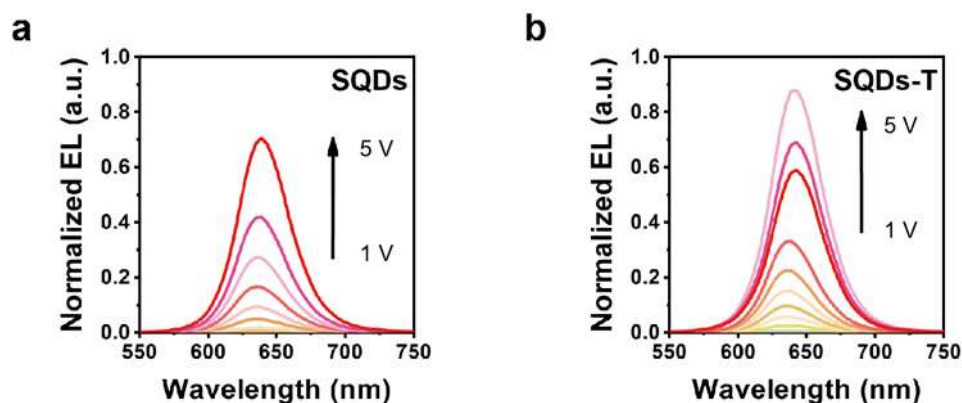 a
Normalized EL (a.u.)
1.0
0.8
0.6
0.4
0.2
0.0
SQDs
5 V
1 V
550 600 650 700 750
Wavelength (nm)
b
Normalized EL (a.u.)
1.0
0.8
0.6
0.4
0.2
0.0
SQDs-T
5 V
1 V
550 600 650 700 750
Wavelength (nm)